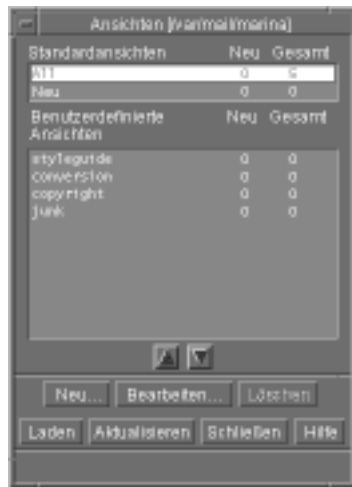 Ansichten [/var/mail/marina]
Standardansichten Neu Gesamt
All 0
Neu 0 0
Benutzerdefinierte Ansichten Neu Gesamt
styleguide 0 0
conversion 0 0
copyright 0 0
junk 0 0
Neu... Bearbeiten... Löschen
Laden Aktualisieren Schließen Hilfe